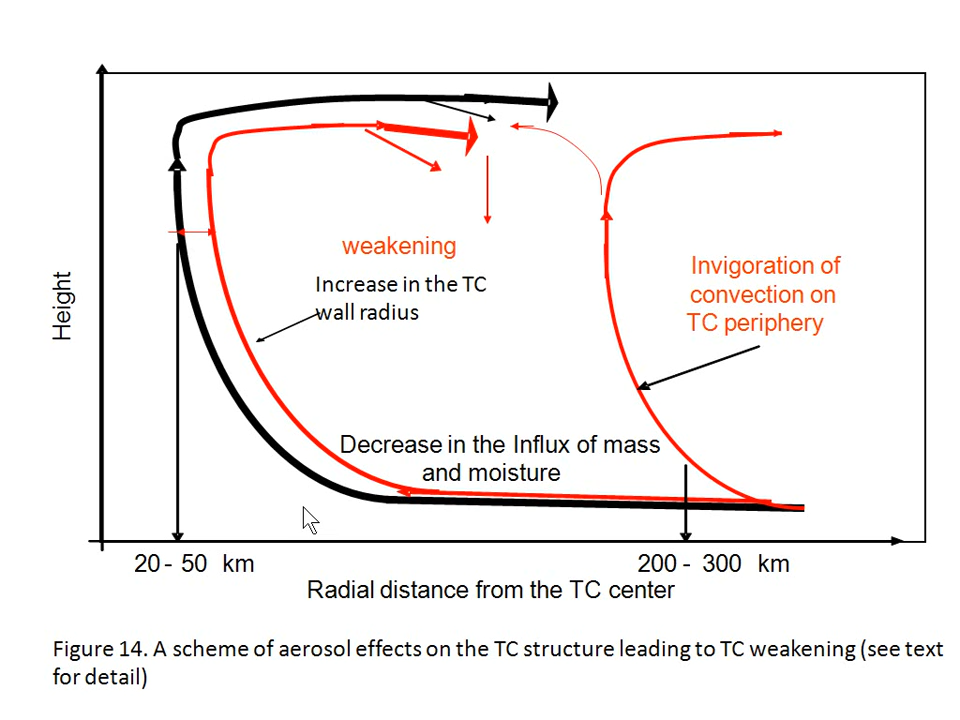 weakening
Increase in the TC
wall radius
Invigoration of
convection on
TC periphery
Height
Decrease in the Influx of mass
and moisture
20 - 50 km
200 - 300 km
Radial distance from the TC center
Figure 14. A scheme of aerosol effects on the TC structure leading to TC weakening (see text
for detail)